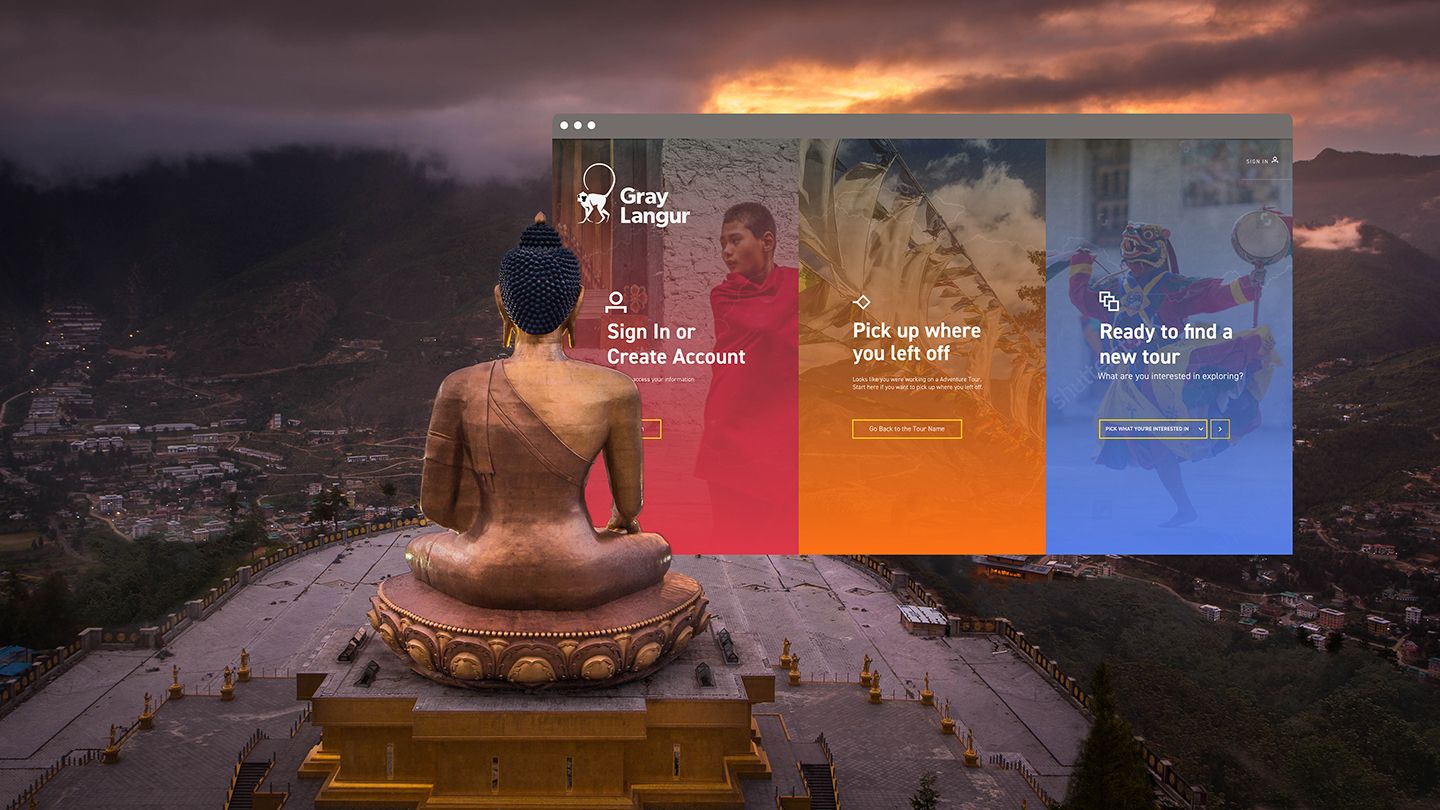 SIGN IN
Gray
Langur
Sign In or
Create Account
access your information
Pick up where
you left off
Looks like you were working on a Adventure Tour.
Start here if you want to pick up where you left off.
Go Back to the Tour Name
Ready to find a
new tour
What are you interested in exploring?
PICK WHAT YOU'RE INTERESTED IN